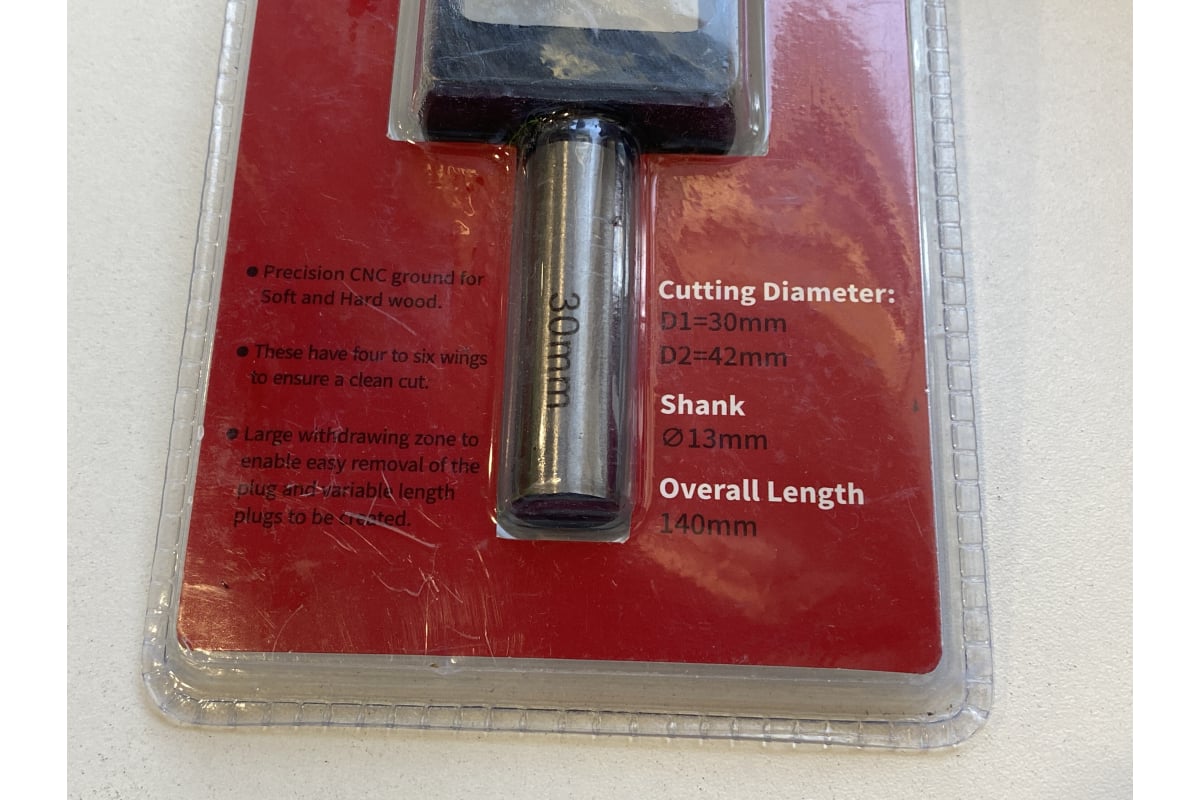 ● Precision CNC ground for
Soft and Hard wood.
● These have four to six wings
to ensure a clean cut.
● Large withdrawing zone to
enable easy removal of the
plug and variable length
plugs to be created.
30mm
Cutting Diameter:
D1=30mm
D2=42mm
Shank
∅13mm
Overall Length
140mm